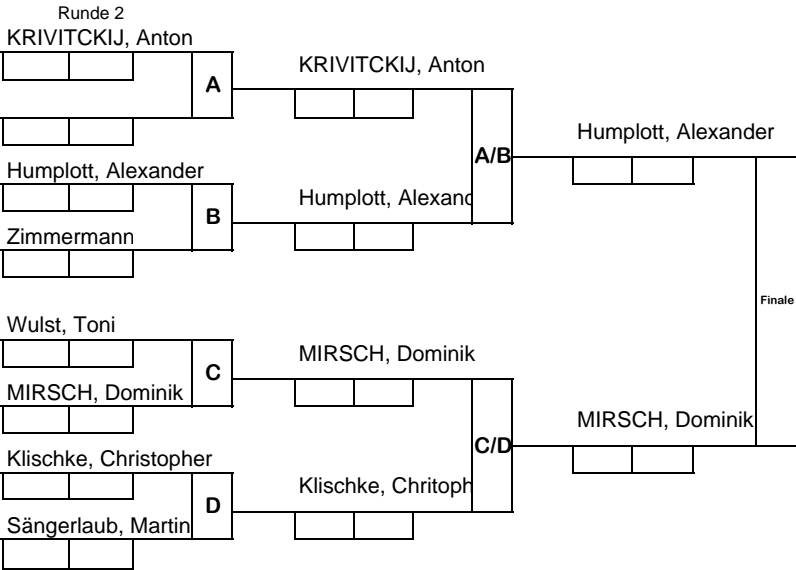 Runde 2
KRIVITCKIJ, Anton
A
KRIVITCKIJ, Anton
A/B
Humplott, Alexander
Humplott, Alexander
B
Humplott, Alexand
Zimmermann
Finale
Wulst, Toni
C
MIRSCH, Dominik
MIRSCH, Dominik
C/D
MIRSCH, Dominik
Klischke, Christopher
D
Klischke, Chritoph
Sängerlaub, Martin